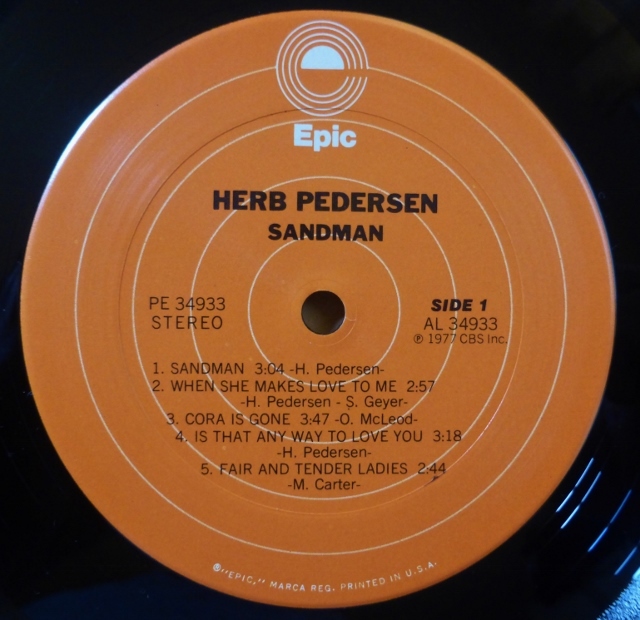 Epic
HERB PEDERSEN
SANDMAN
PE 34933
STEREO
SIDE 1
AL 34933
℗ 1977 CBS Inc.
1. SANDMAN 3:04 -H. Pedersen-
2. WHEN SHE MAKES LOVE TO ME 2:57
-H. Pedersen - S. Geyer-
3. CORA IS GONE 3:47 -O. McLeod-
4. IS THAT ANY WAY TO LOVE YOU 3:18
-H. Pedersen-
5. FAIR AND TENDER LADIES 2:44
-M. Carter-
®"EPIC," MARCA REG. PRINTED IN U.S.A.